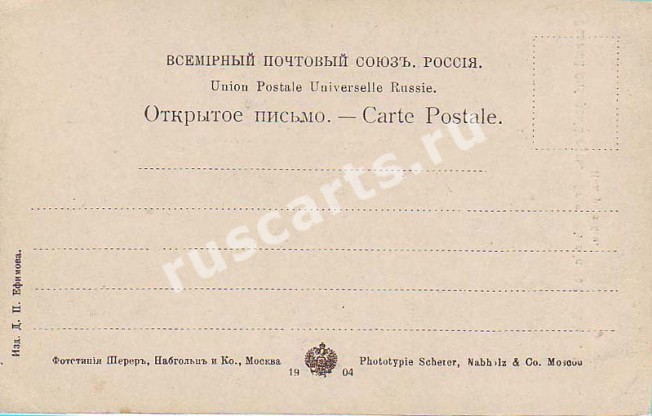 ВСЕМІРНЫЙ ПОЧТОВЫЙ СОЮЗЪ. РОССІЯ.
Union Postale Universelle Russie.
Открытое письмо. — Carte Postale.
ruscarts.ru
Изд. Д. П. Ефимова.
Фототипія Шереръ, Набгольцъ и Ко., Москва
Phototypie Scherer, Nabholz & Co. Moscou
19 04